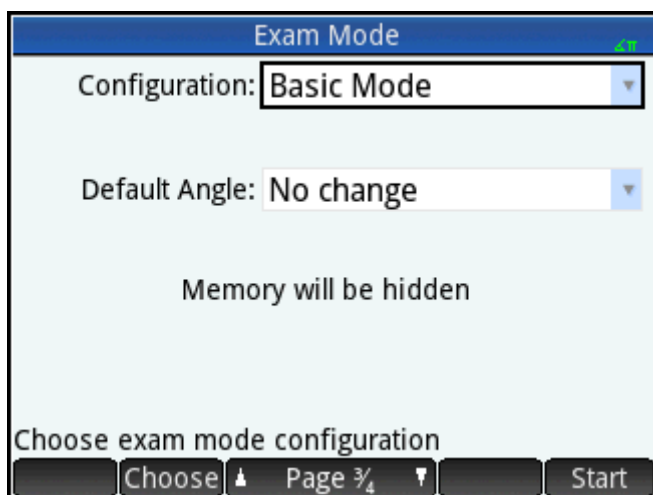 Exam Mode
∡π
Configuration: Basic Mode
Default Angle: No change
Memory will be hidden
Choose exam mode configuration
Choose Page ¾ Start